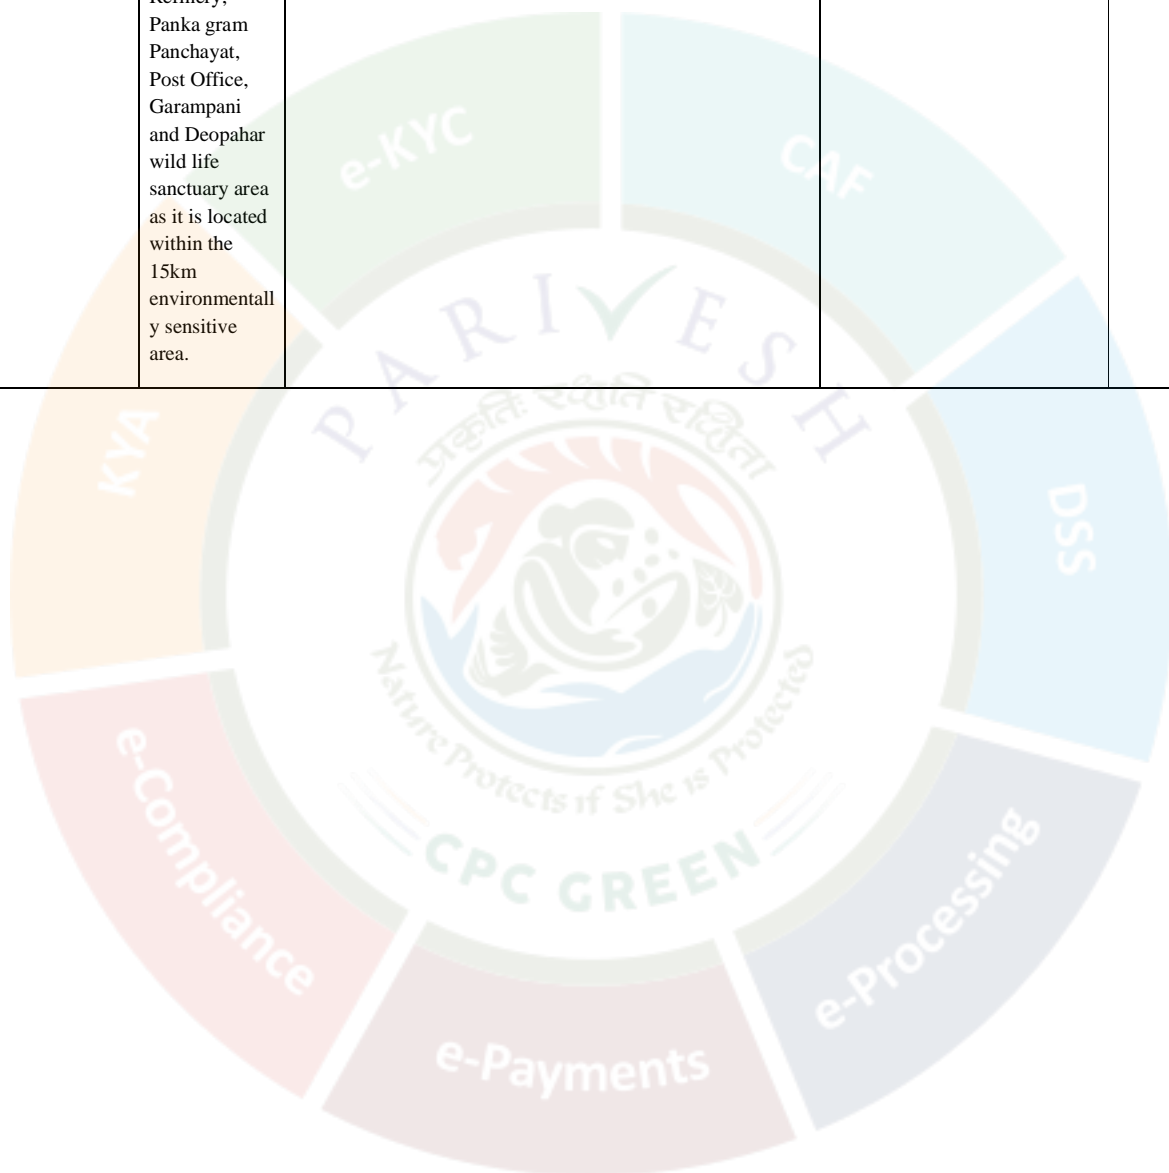 Refinery,
Panka gram
Panchayat,
Post Office,
Garampani
and Deopahar
wild life
sanctuary area
as it is located
within the
15km
environmentall
y sensitive
area.
e-KYC
CAF
KYA
DSS
PARIVESH
प्रकृतिः रक्षति रक्षिता
Nature Protects if She is Protected
CPC GREEN
e-Compliance
e-Processing
e-Payments